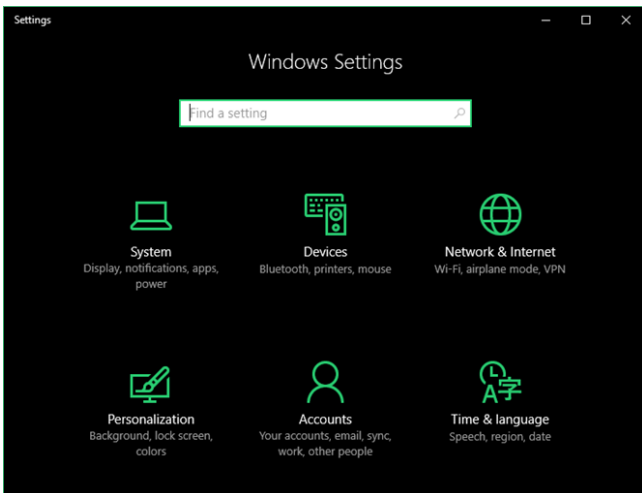 Settings
Windows Settings
Find a setting
System
Display, notifications, apps,
power
Devices
Bluetooth, printers, mouse
Network & Internet
Wi-Fi, airplane mode, VPN
Personalization
Background, lock screen,
colors
Accounts
Your accounts, email, sync,
work, other people
A字
Time & language
Speech, region, date